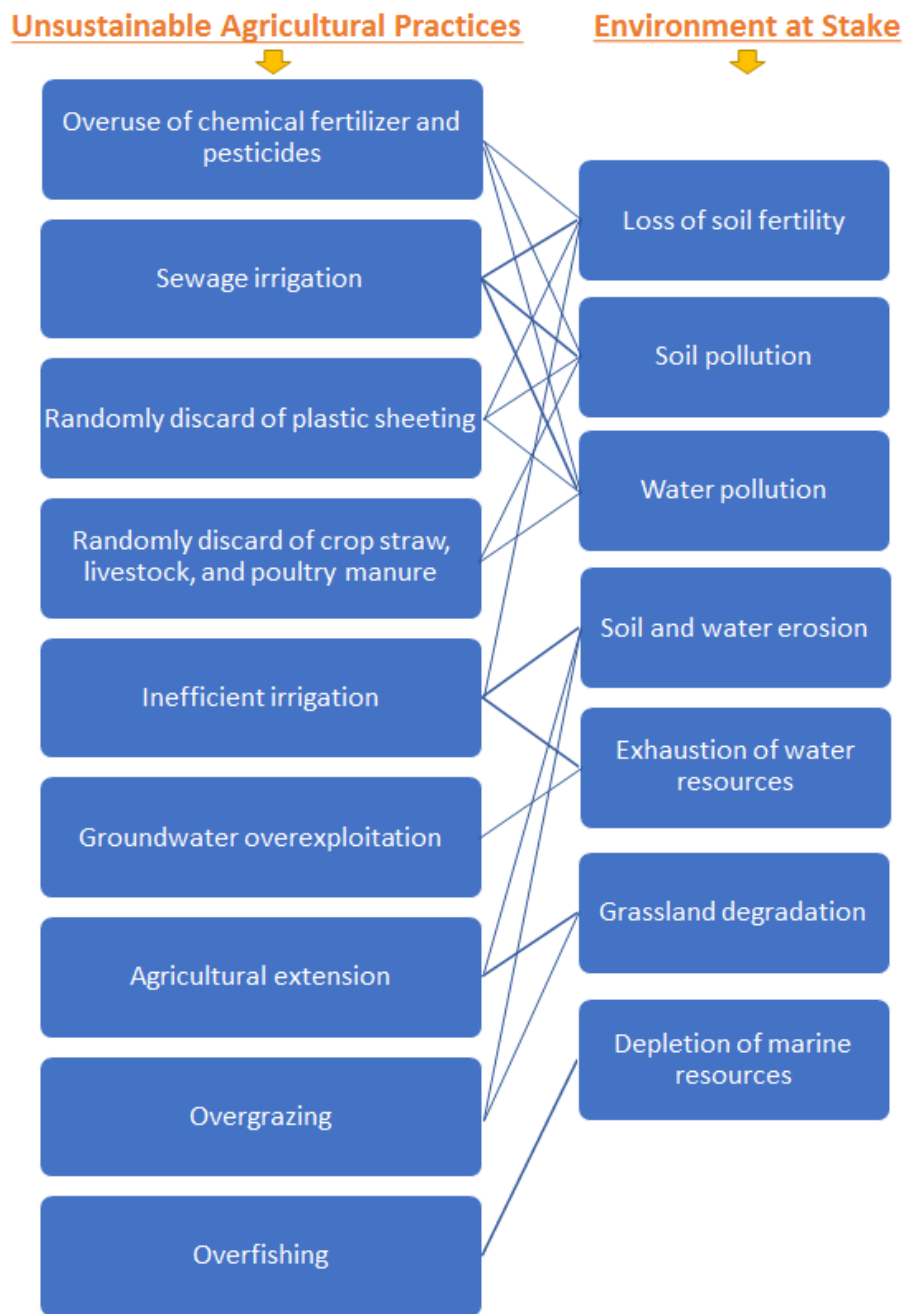 Unsustainable Agricultural Practices
Environment at Stake
Overuse of chemical fertilizer and
pesticides
Sewage irrigation
Randomly discard of plastic sheeting
Randomly discard of crop straw,
livestock, and poultry manure
Inefficient irrigation
Groundwater overexploitation
Agricultural extension
Overgrazing
Overfishing
Loss of soil fertility
Soil pollution
Water pollution
Soil and water erosion
Exhaustion of water
resources
Grassland degradation
Depletion of marine
resources